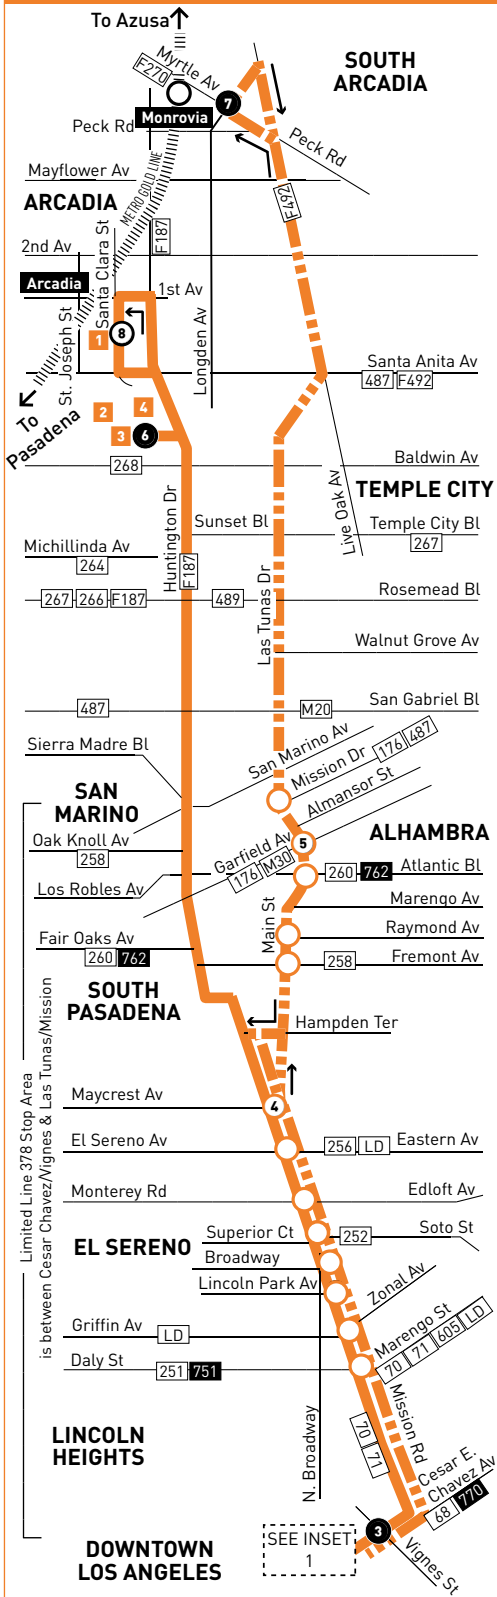 To Azusa
SOUTH
ARCADIA
Myrtle Av
F270
7
Monrovia
Peck Rd
Peck Rd
Mayflower Av
METRO GOLD LINE
ARCADIA
F492
Santa Clara St
F187
2nd Av
Arcadia
1st Av
8
1
St. Joseph St
Longden Av
Santa Anita Av
487 F492
To
Pasadena
2
4
3
6
Baldwin Av
268
Live Oak Av
TEMPLE CITY
Huntington Dr
F187
Sunset Bl
Temple City Bl
267
Michillinda Av
264
Las Tunas Dr
Rosemead Bl
267 266 F187
489
Walnut Grove Av
San Gabriel Bl
487
M20
Sierra Madre Bl
San Marino Av
Mission Dr
176 487
Almansor St
SAN
MARINO
ALHAMBRA
5
Oak Knoll Av
258
Garfield Av
176 M30
Atlantic Bl
260 762
Los Robles Av
Marengo Av
Main St
Raymond Av
Fair Oaks Av
260 762
Fremont Av
258
SOUTH
PASADENA
Hampden Ter
Limited Line 378 Stop Area
is between Cesar Chavez/Vignes & Las Tunas/Mission
Maycrest Av
4
El Sereno Av
256 LD
Eastern Av
Monterey Rd
Edloft Av
Superior Ct
252
Soto St
EL SERENO
Broadway
Lincoln Park Av
Zonal Av
Griffin Av
LD
Marengo St
70 71 605 LD
Daly St
251 751
70 71
Mission Rd
LINCOLN
HEIGHTS
N. Broadway
Cesar E.
Chavez Av
68 770
3
SEE INSET
1
Vignes St
DOWNTOWN
LOS ANGELES